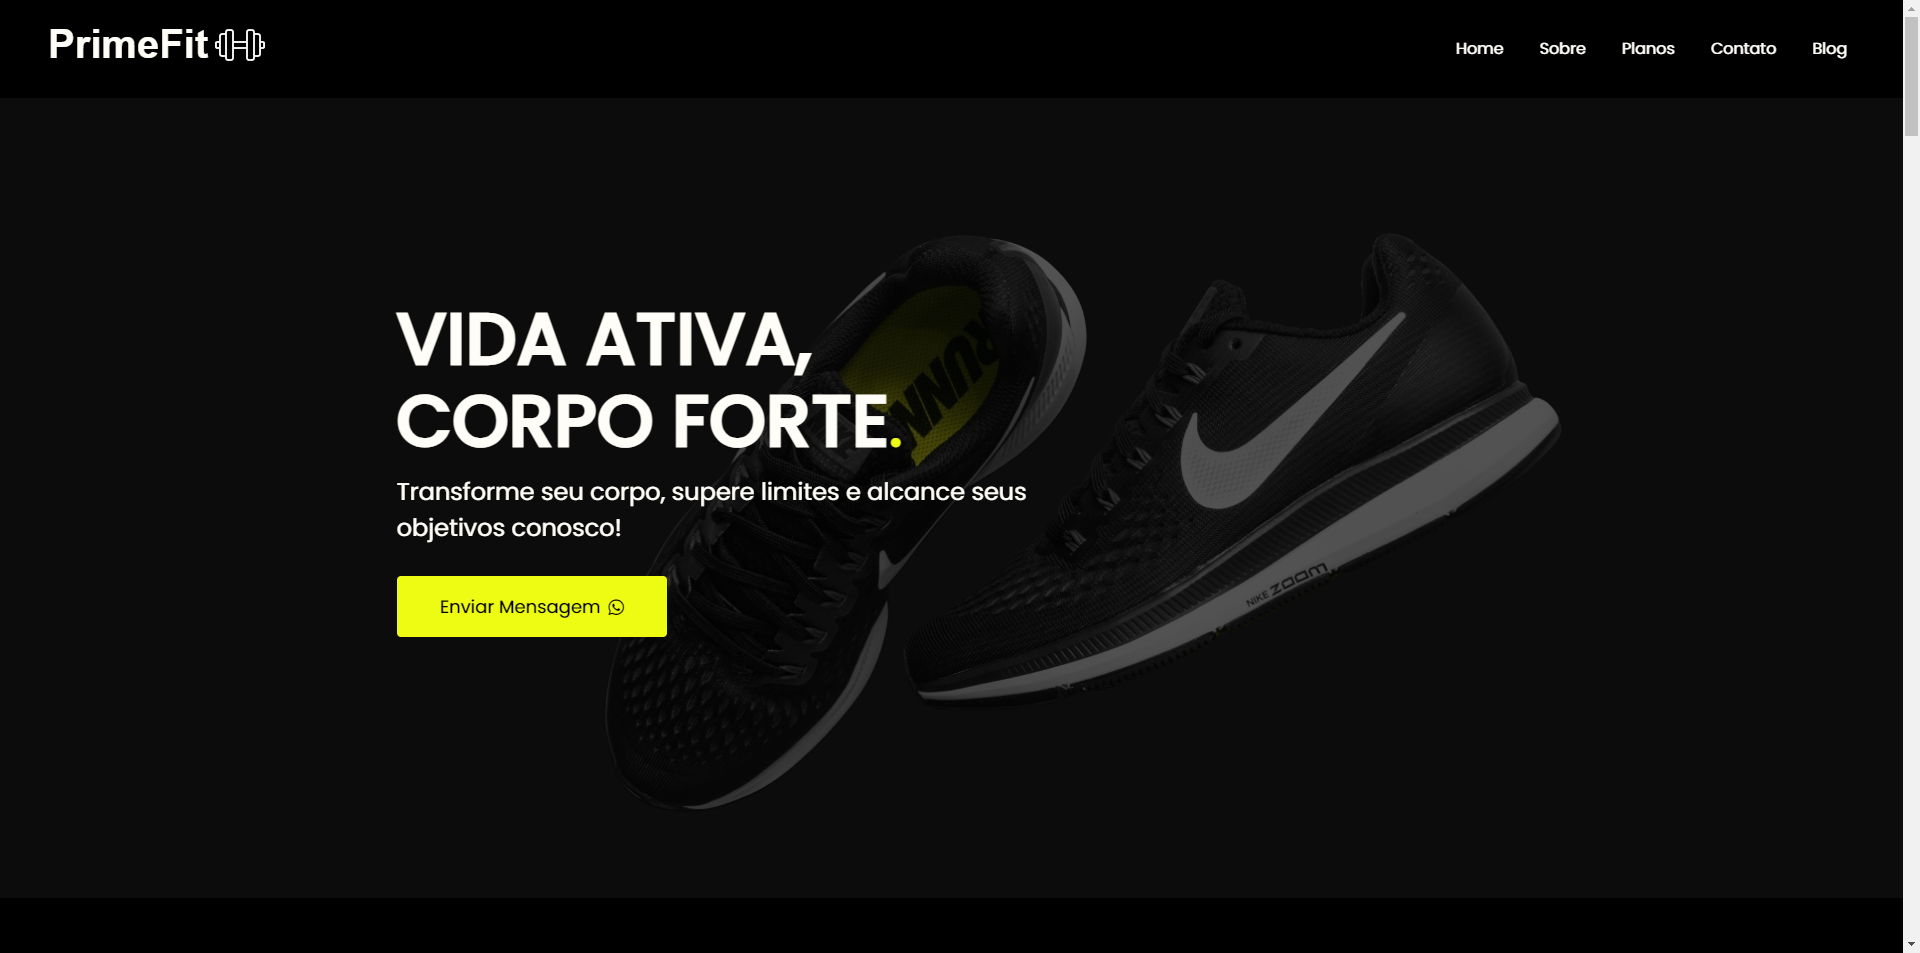 PrimeFit
Home Sobre Planos Contato Blog
VIDA ATIVA,
CORPO FORTE.
Transforme seu corpo, supere limites e alcance seus
objetivos conosco!
Enviar Mensagem
RUNN
NIKE ZOOM